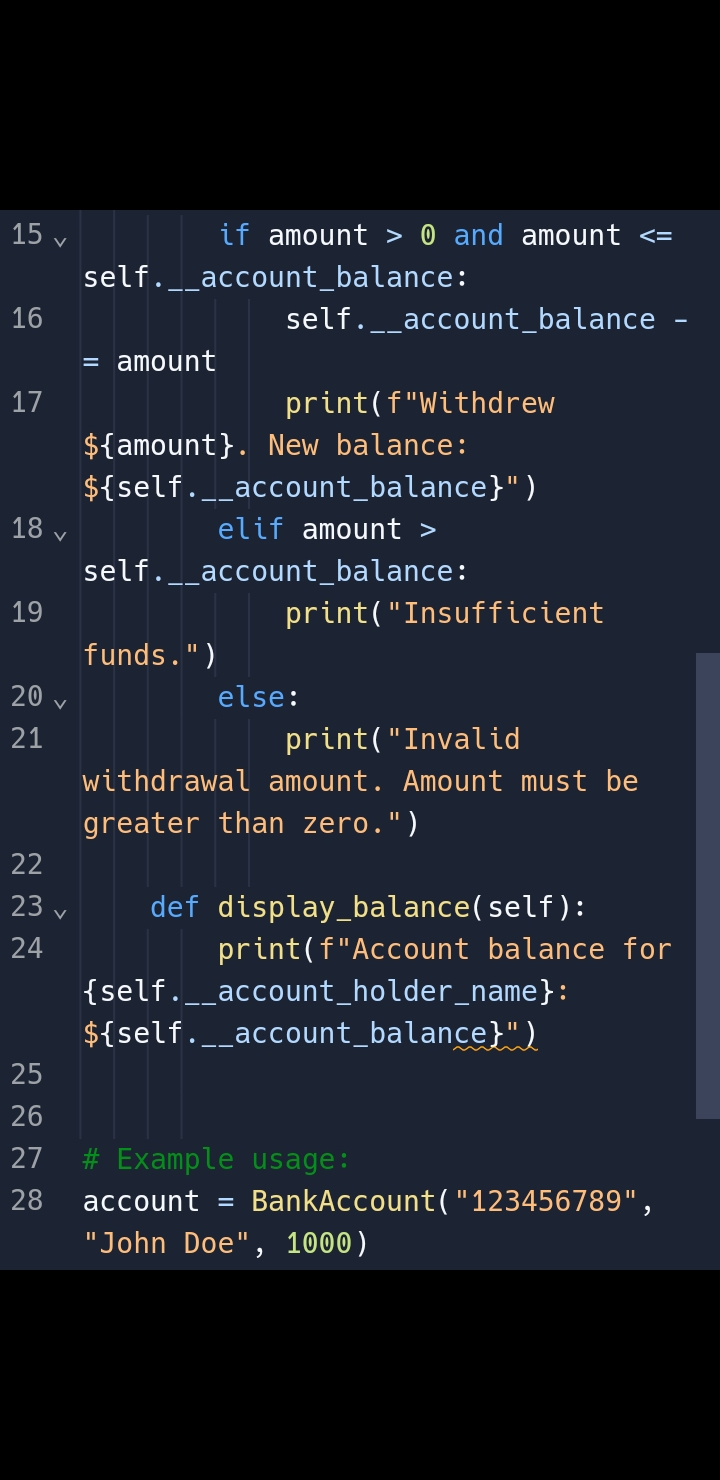 15 if amount > 0 and amount <=
self.__account_balance:
16 self.__account_balance -
= amount
17 print(f"Withdrew
${amount}. New balance:
${self.__account_balance}")
18 elif amount >
self.__account_balance:
19 print("Insufficient
funds.")
20 else:
21 print("Invalid
withdrawal amount. Amount must be
greater than zero.")
22
23 def display_balance(self):
24 print(f"Account balance for
{self.__account_holder_name}:
${self.__account_balance}")
25
26
27 # Example usage:
28 account = BankAccount("123456789",
"John Doe", 1000)